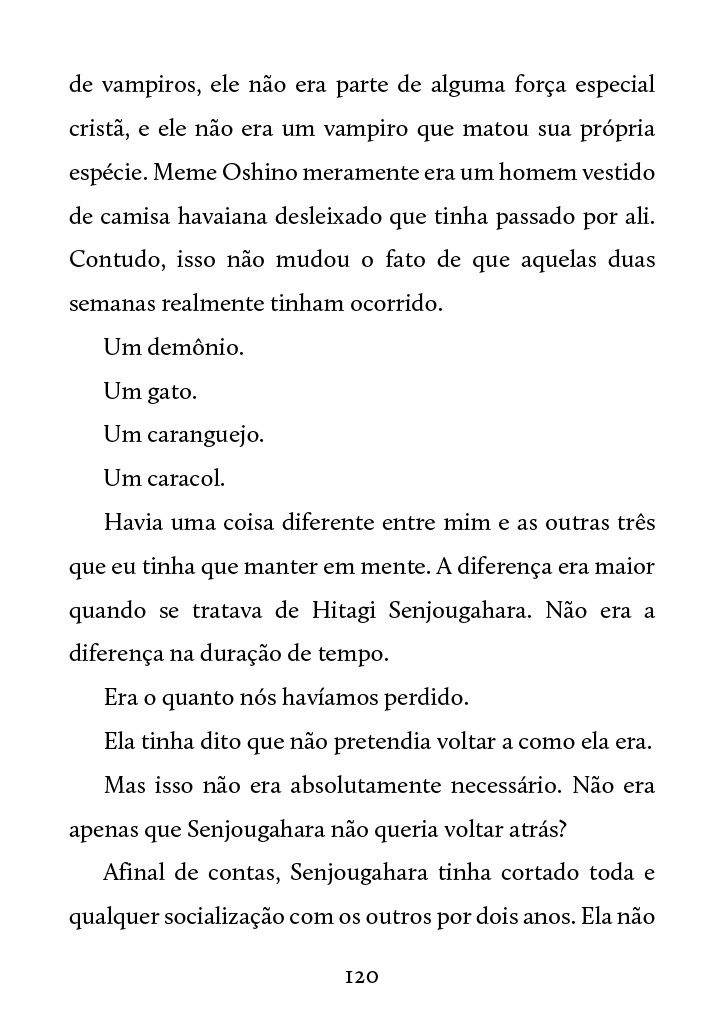 de vampiros, ele não era parte de alguma força especial
cristã, e ele não era um vampiro que matou sua própria
espécie. Meme Oshino meramente era um homem vestido
de camisa havaiana desleixado que tinha passado por ali.
Contudo, isso não mudou o fato de que aquelas duas
semanas realmente tinham ocorrido.
Um demônio.
Um gato.
Um caranguejo.
Um caracol.
Havia uma coisa diferente entre mim e as outras três
que eu tinha que manter em mente. A diferença era maior
quando se tratava de Hitagi Senjougahara. Não era a
diferença na duração de tempo.
Era o quanto nós havíamos perdido.
Ela tinha dito que não pretendia voltar a como ela era.
Mas isso não era absolutamente necessário. Não era
apenas que Senjougahara não queria voltar atrás?
Afinal de contas, Senjougahara tinha cortado toda e
qualquer socialização com os outros por dois anos. Ela não
120